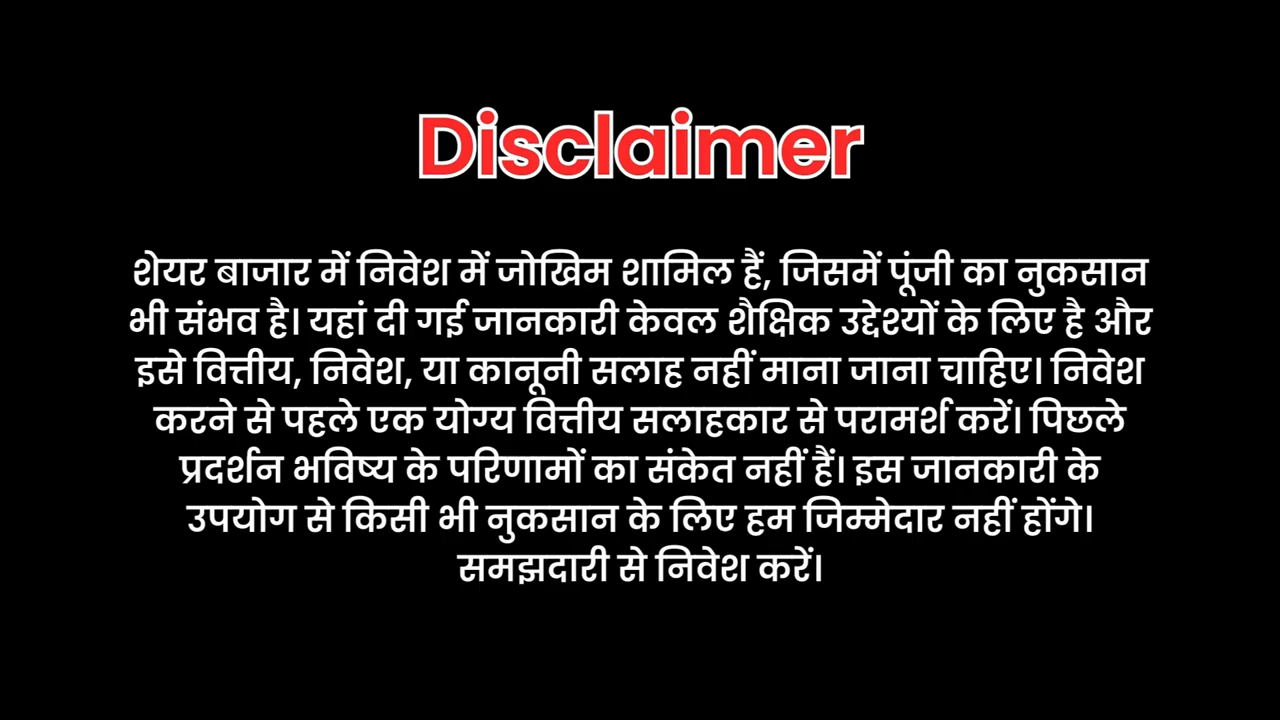 Disclaimer
शेयर बाजार में निवेश में जोखिम शामिल हैं, जिसमें पूंजी का नुकसान
भी संभव है। यहां दी गई जानकारी केवल शैक्षिक उद्देश्यों के लिए है और
इसे वित्तीय, निवेश, या कानूनी सलाह नहीं माना जाना चाहिए। निवेश
करने से पहले एक योग्य वित्तीय सलाहकार से परामर्श करें। पिछले
प्रदर्शन भविष्य के परिणामों का संकेत नहीं हैं। इस जानकारी के
उपयोग से किसी भी नुकसान के लिए हम जिम्मेदार नहीं होंगे।
समझदारी से निवेश करें।